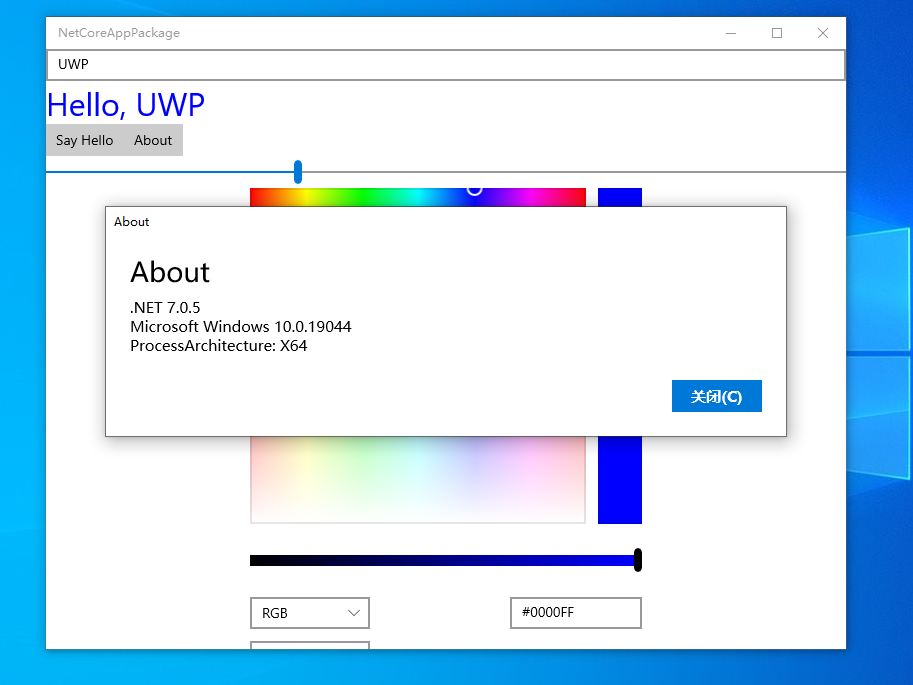 NetCoreAppPackage
UWP
Hello, UWP
Say Hello About
About
About
.NET 7.0.5
Microsoft Windows 10.0.19044
ProcessArchitecture: X64
关闭(C)
RGB #0000FF